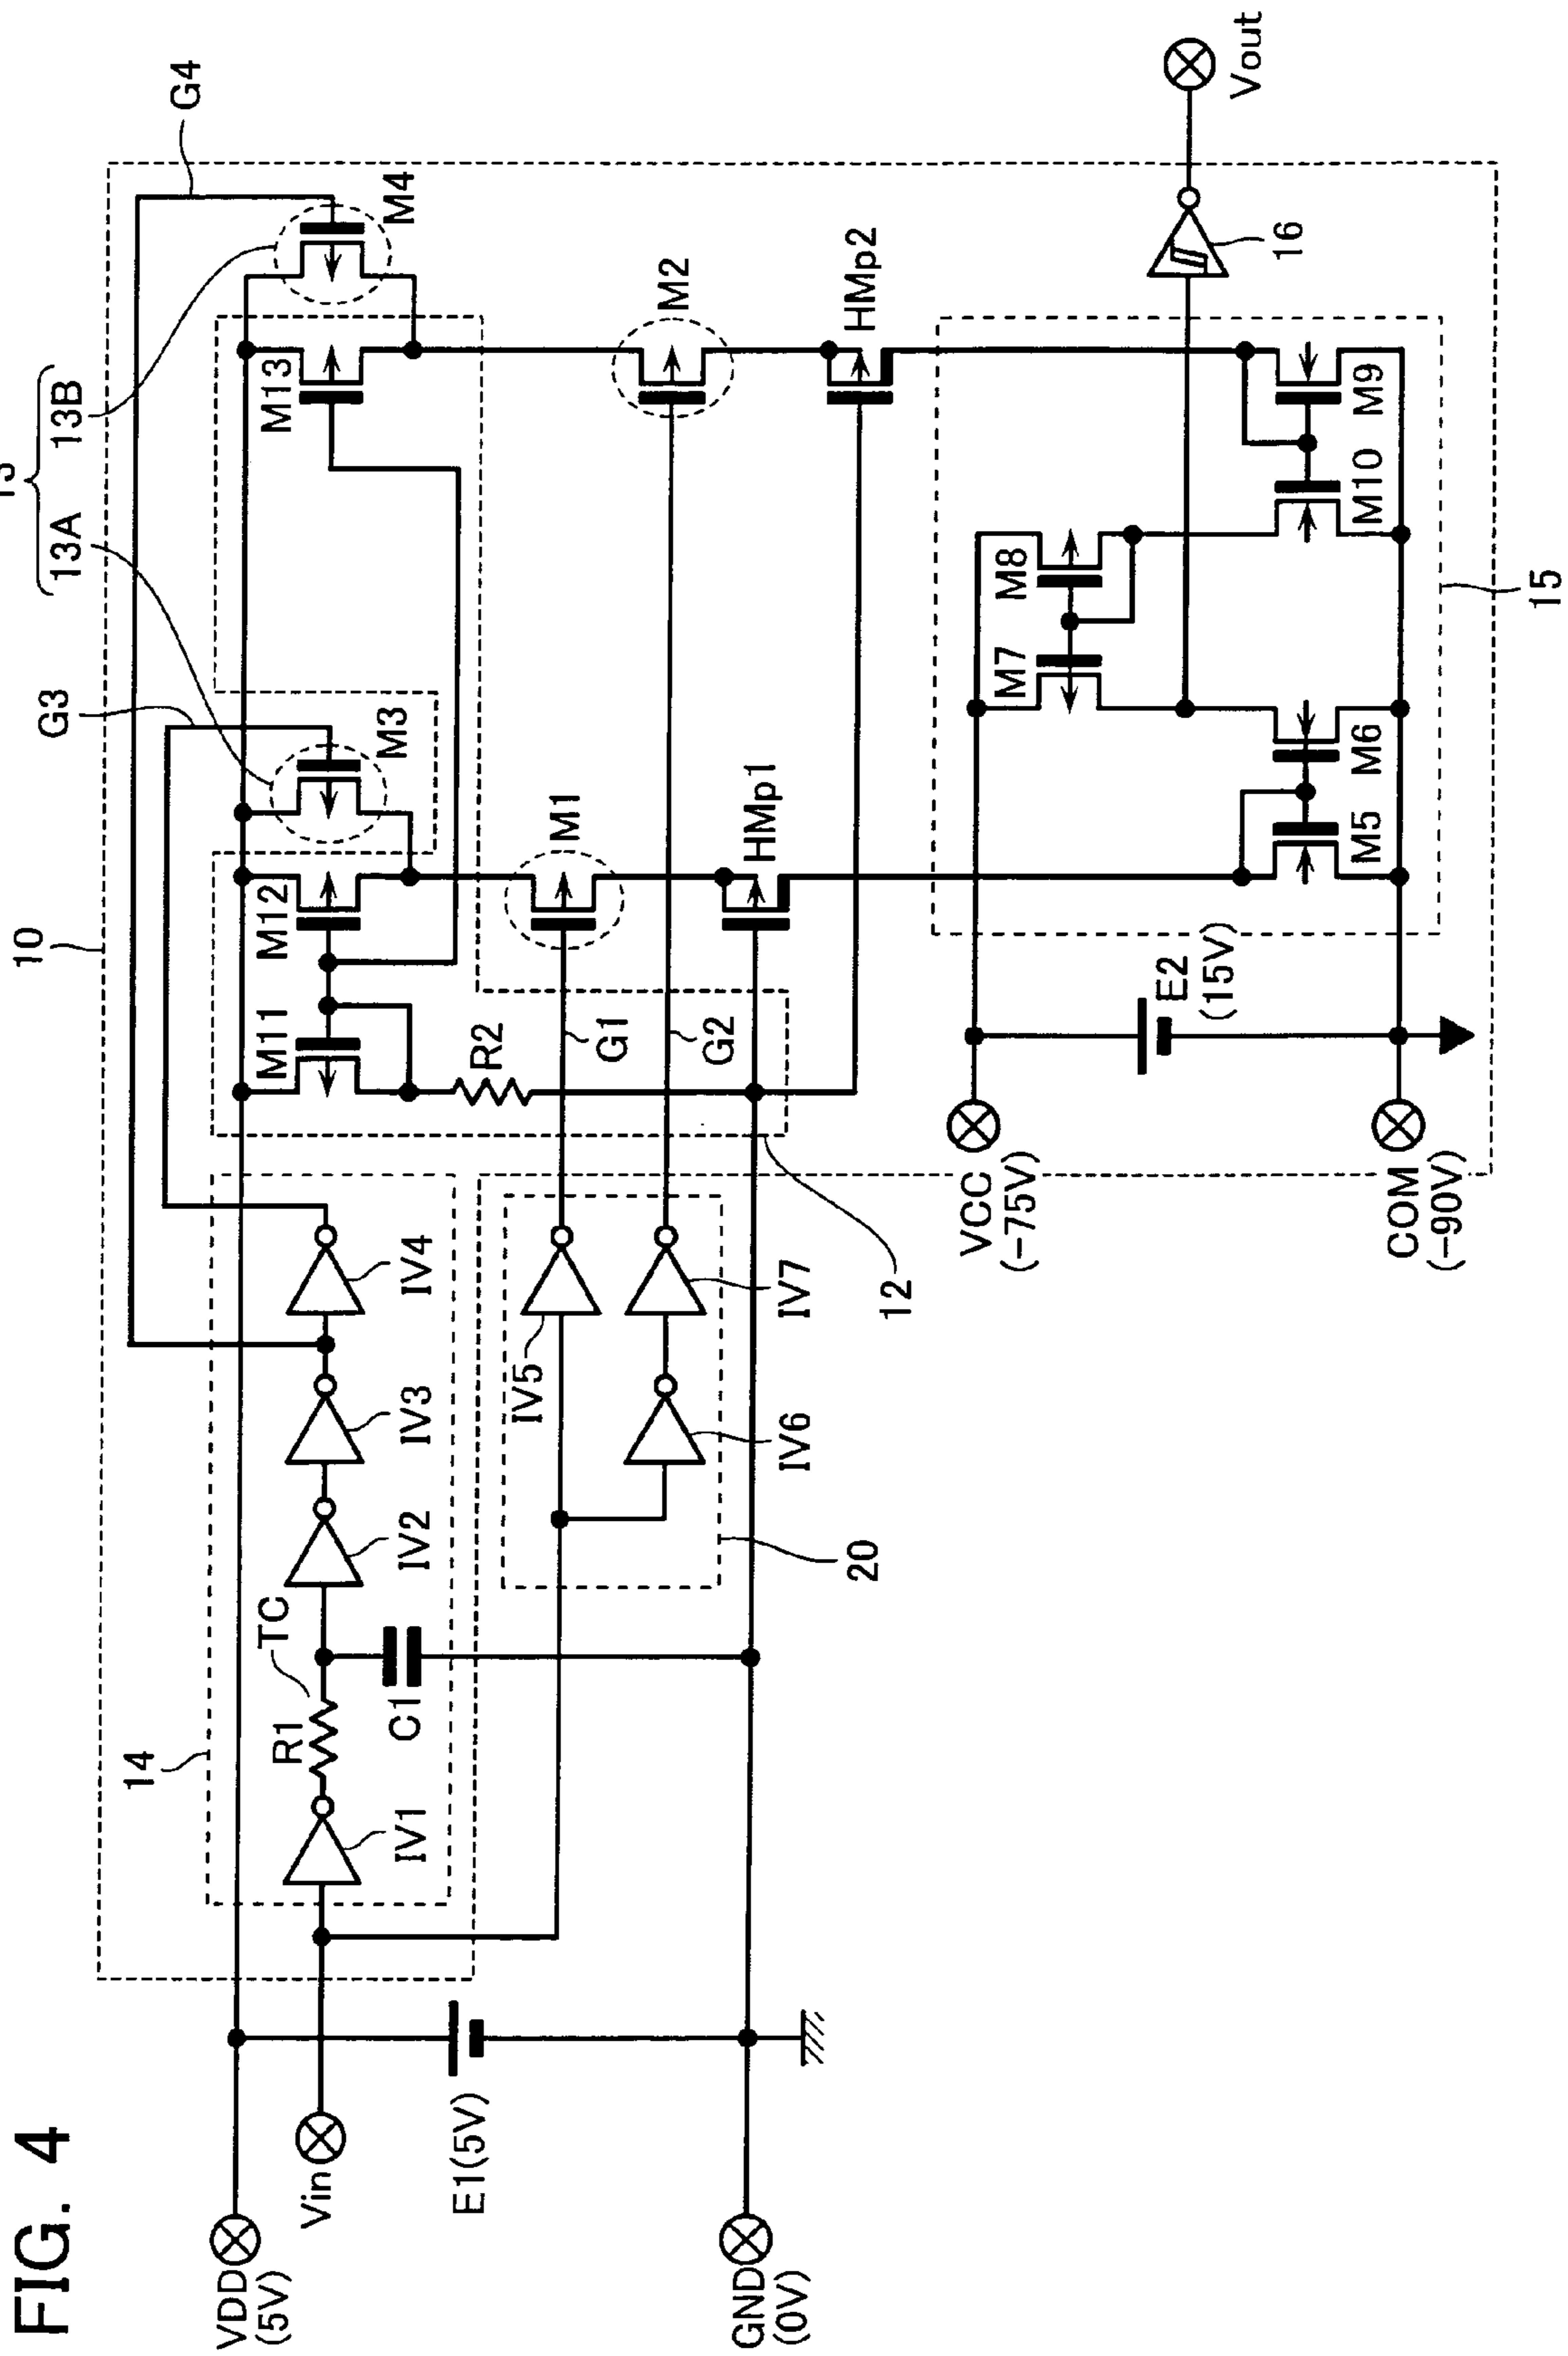 FIG. 4
VDD
(5V)
Vin
E1(5V)
GND
(0V)
14
IV1
R1
TC
C1
IV2
IV3
IV4
20
IV5
IV6
IV7
12
10
M11
M12
R2
G1
G2
G3
13A
13B
M3
M1
HMp1
M13
G4
M4
M2
HMp2
VCC
(-75V)
COM
(-90V)
E2
(15V)
M5
M6
M7
M8
M10
M9
15
16
Vout